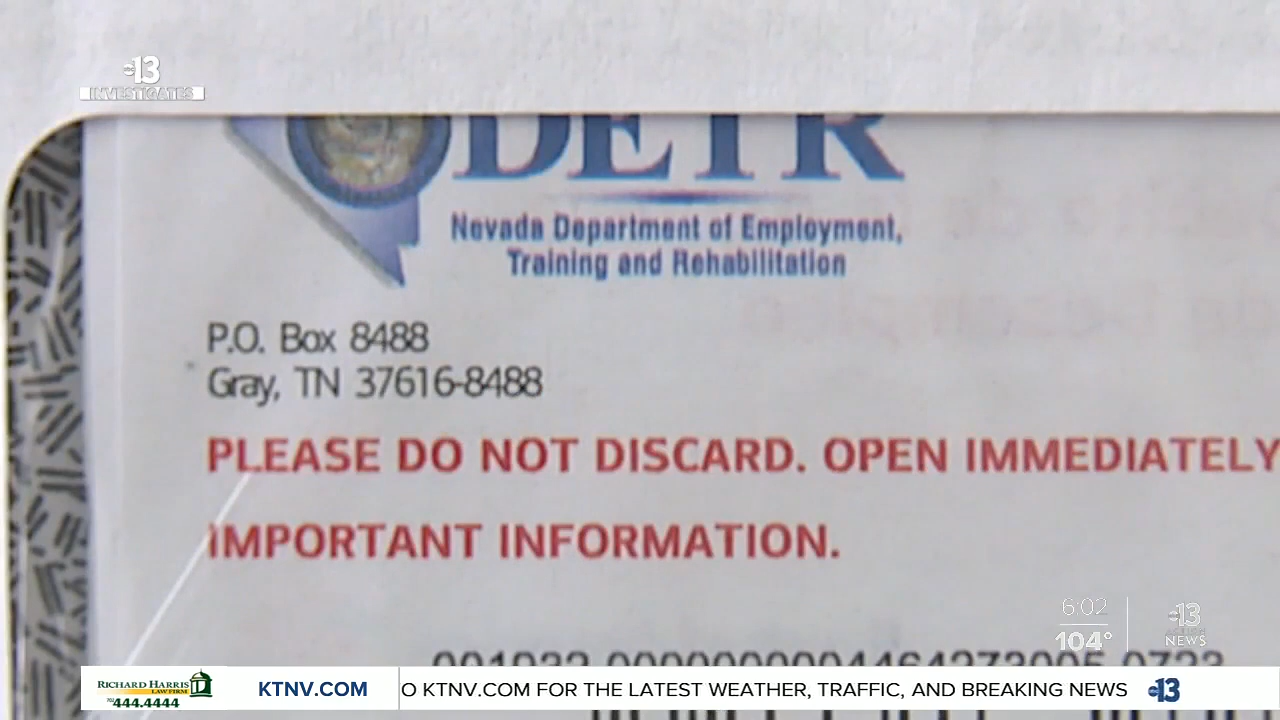 13
INVESTIGATES
DETR
Nevada Department of Employment,
Training and Rehabilitation
P.O. Box 8488
Gray, TN 37616-8488
PLEASE DO NOT DISCARD. OPEN IMMEDIATELY
IMPORTANT INFORMATION.
6:02
104°
13
NEWS
RICHARD HARRIS
LAW FIRM
444.4444
KTNV.COM
O KTNV.COM FOR THE LATEST WEATHER, TRAFFIC, AND BREAKING NEWS
13